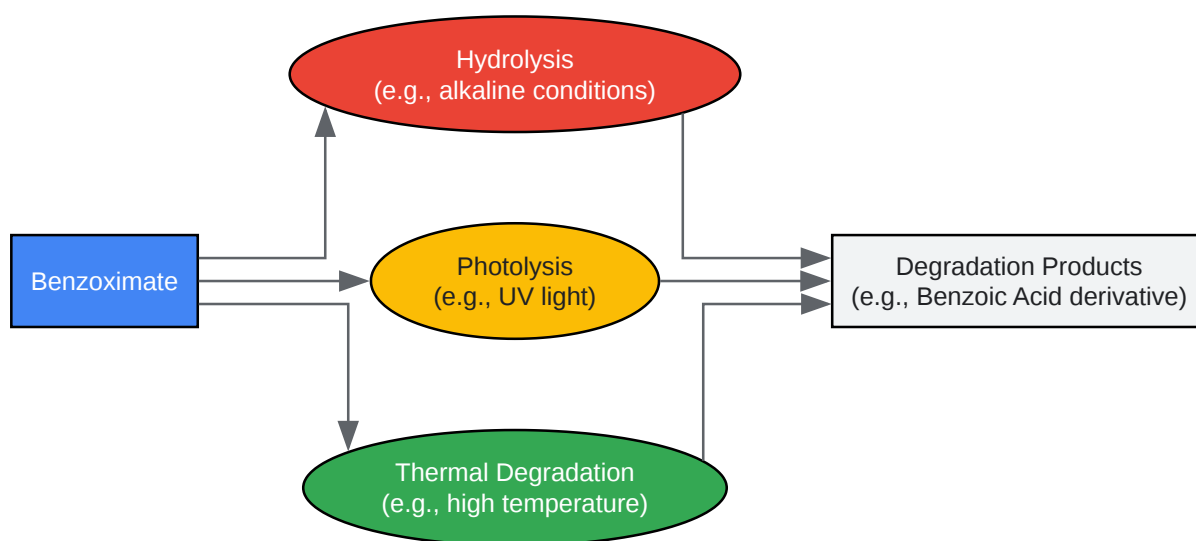 Hydrolysis
(e.g., alkaline conditions)
Benzoximate
Photolysis
(e.g., UV light)
Degradation Products
(e.g., Benzoic Acid derivative)
Thermal Degradation
(e.g., high temperature)